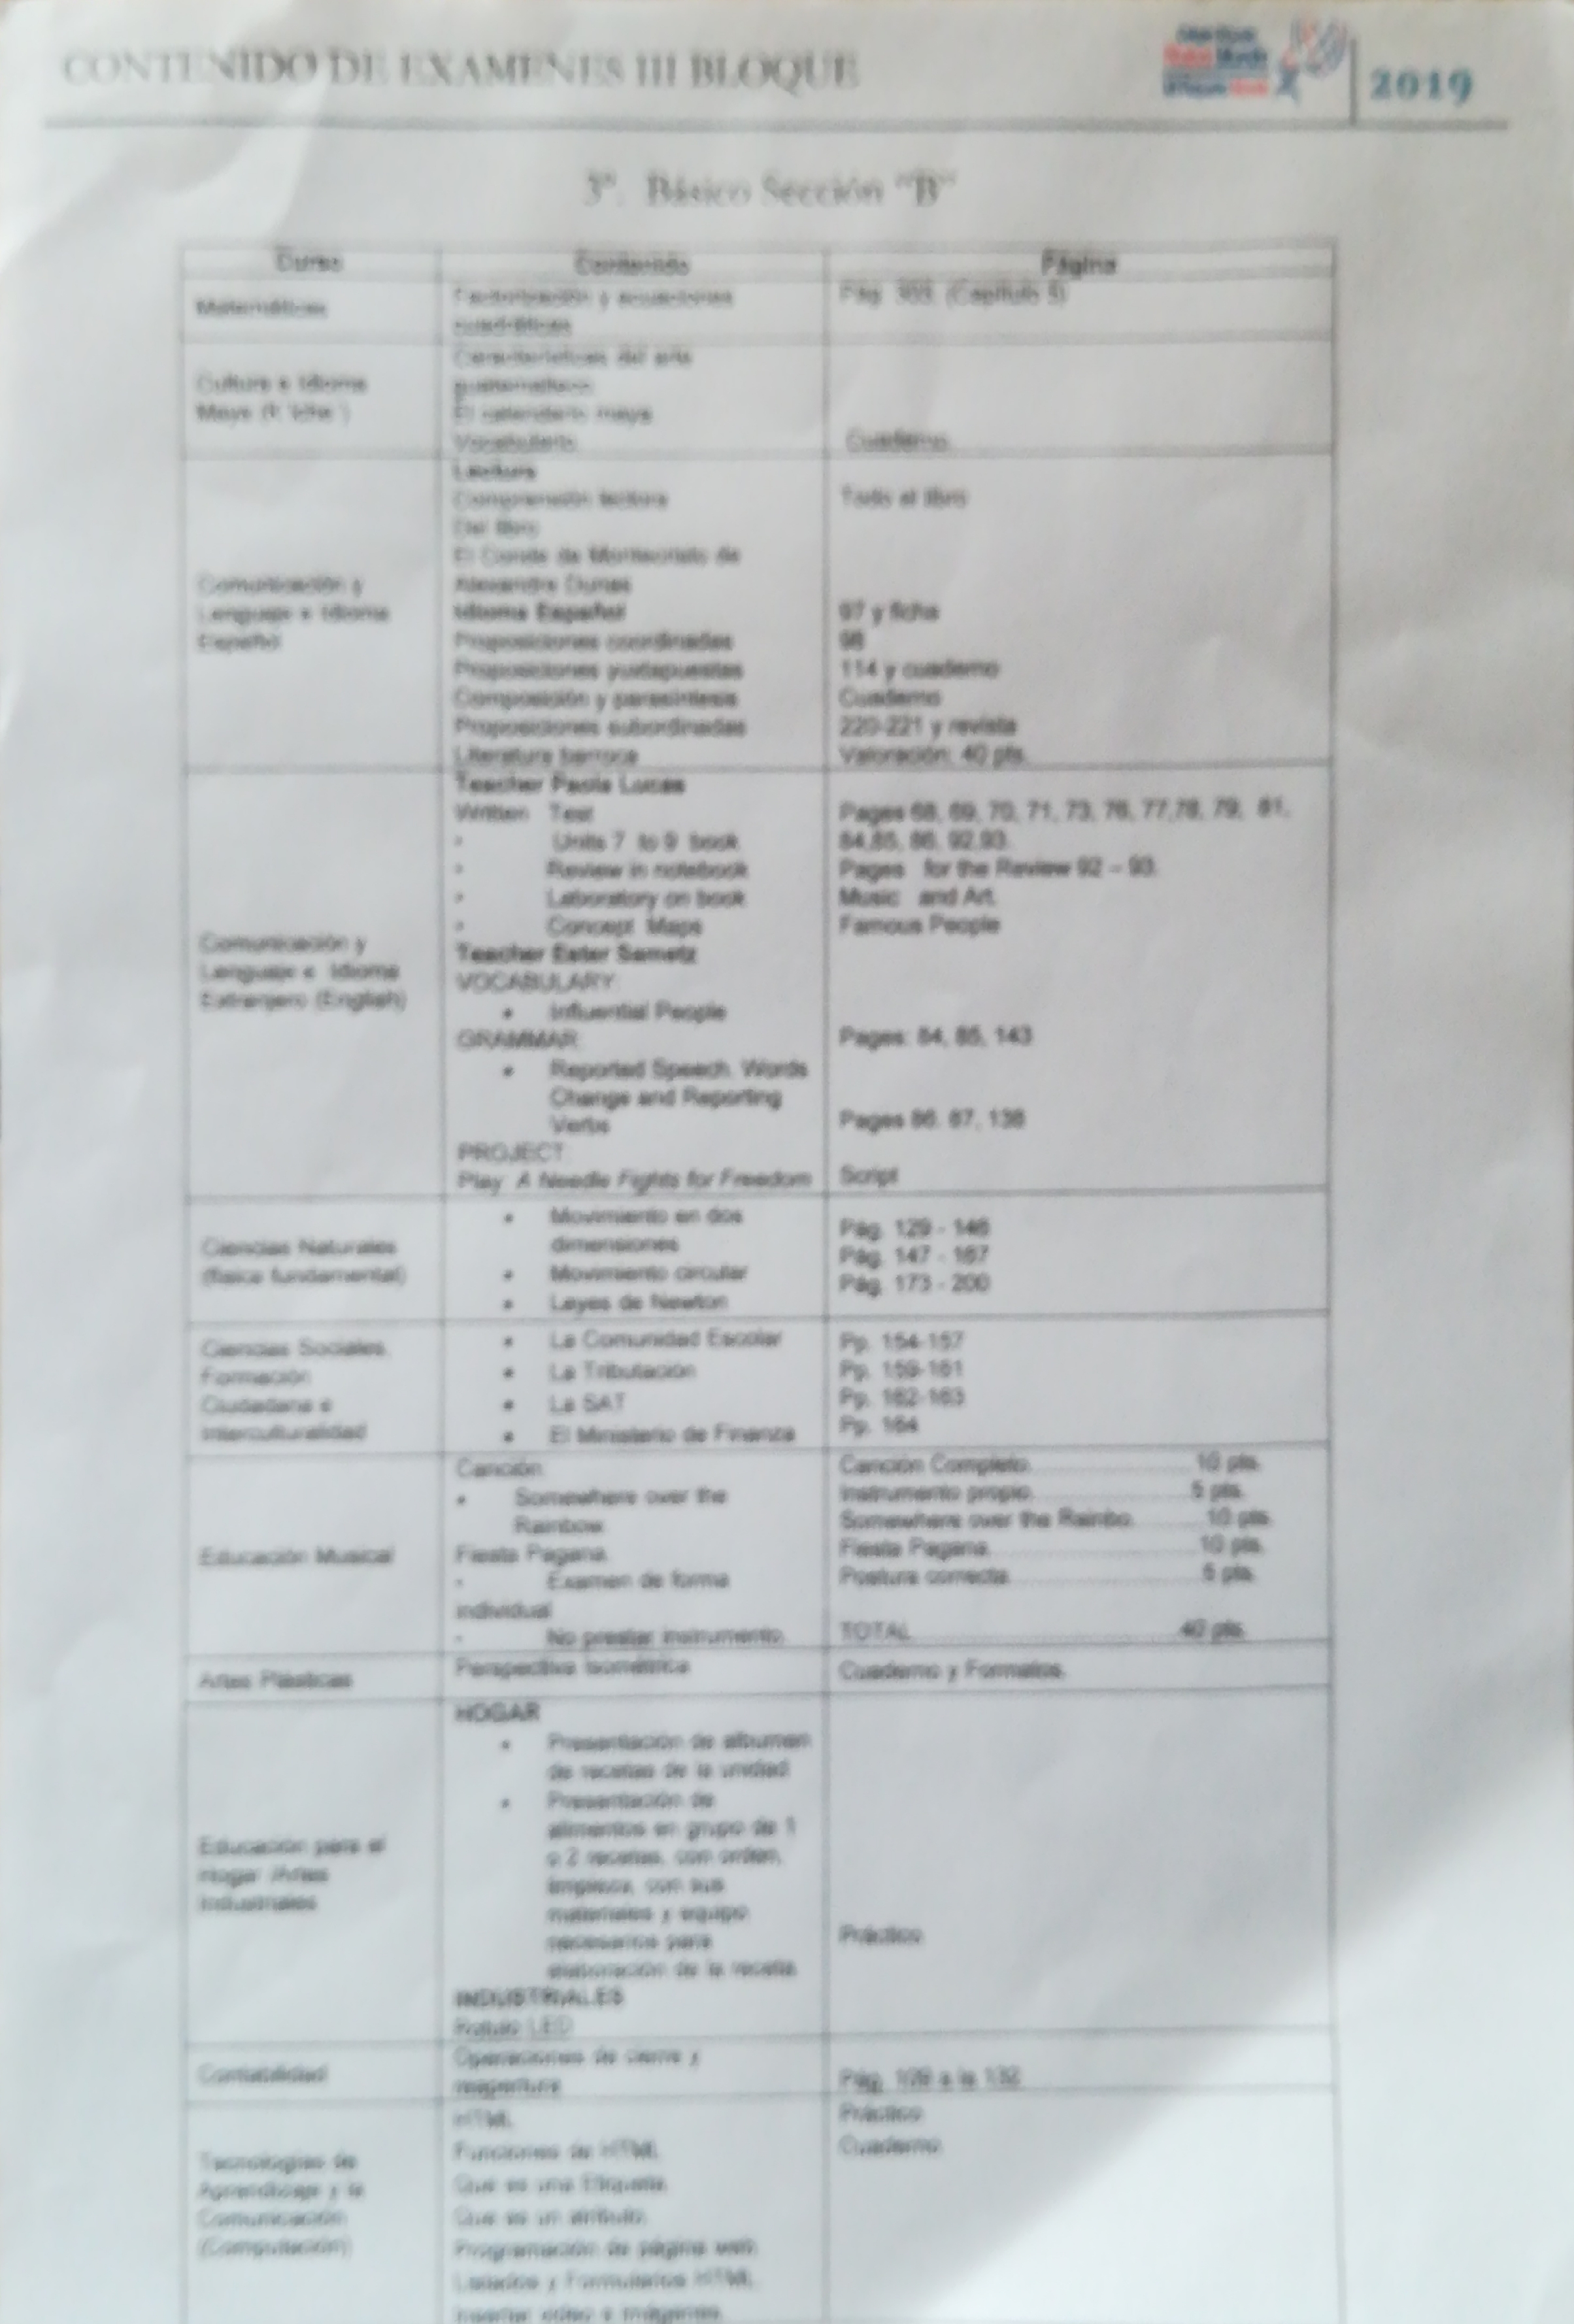 CONTENIDO DE EXAMENES III BLOQUE
2019
3º. Básico Sección "B"
Curso Contenido Página
Matemáticas
Factorización y ecuaciones
cuadráticas
Pág. (Capítulo 5)
Cultura e Idioma
Maya
Características del arte
guatemalteco
El calendario maya
Vocabulario
Cuaderno
Comunicación y
Lenguaje e Idioma
Español
Lectura
Comprensión lectora
Del libro
El Conde de Montecristo de
Alexandre Dumas
Idioma Español
Proposiciones coordinadas
Proposiciones yuxtapuestas
Composición y parasíntesis
Proposiciones subordinadas
Literatura barroca
Todo el libro
97 y ficha
98
114 y cuaderno
Cuaderno
220-221 y revista
Valoración: 40 pts.
Comunicación y
Lenguaje e Idioma
Extranjero (English)
Teacher Paola Lucas
Written Test
Units 7 to 9 book
Review in notebook
Laboratory on book
Concept Maps
Teacher Ester
VOCABULARY
• Influential People
GRAMMAR
• Reported Speech. Words
Change and Reporting
Verbs
PROJECT
Play: A Needle Fights for Freedom
Pages 68, 69, 70, 71, 73, 76, 77,78, 79, 81,
84,85, 86, 92,93.
Pages for the Review 92 – 93.
Music and Art.
Famous People
Pages: 84, 85, 143
Pages 86, 87, 138
Script
Ciencias Naturales
(física fundamental)
• Movimiento en dos
dimensiones
• Movimiento circular
• Leyes de Newton
Pág. 129 - 146
Pág. 147 - 167
Pág. 173 - 200
Ciencias Sociales,
Formación
Ciudadana e
Interculturalidad
• La Comunidad Escolar
• La Tributación
• La SAT
• El Ministerio de Finanza
Pp. 154-157
Pp. 159-161
Pp. 162-163
Pp. 164
Educación Musical
Canción:
• Somewhere over the
Rainbow
Fiesta Pagana
- Examen de forma
individual
- No prestar instrumento.
Canción Completo. 10 pts.
Instrumento propio. 5 pts.
Somewhere over the Rainbo. 10 pts.
Fiesta Pagana. 10 pts.
Postura correcta. 5 pts.
TOTAL 40 pts.
Artes Plásticas
Perspectiva Isométrica
Cuaderno y Formatos.
Educación para el
Hogar /Artes
Industriales
HOGAR
• Presentación de albumen
de recetas de la unidad
• Presentación de
alimentos en grupo de 1
o 2 recetas, con orden,
limpieza, con sus
materiales y equipo
necesarios para
elaboración de la receta.
INDUSTRIALES
Rotulo LED
Práctico
Contabilidad
Operaciones de cierre y
reapertura
Pág. a la 132
Tecnologías de
Aprendizaje y la
Comunicación
(Computación)
HTML
Funciones de HTML
Que es una Etiqueta.
Que es un atributo.
Programación de página web
Listados y Formularios HTML
Insertar video e imágenes.
Práctico
Cuaderno